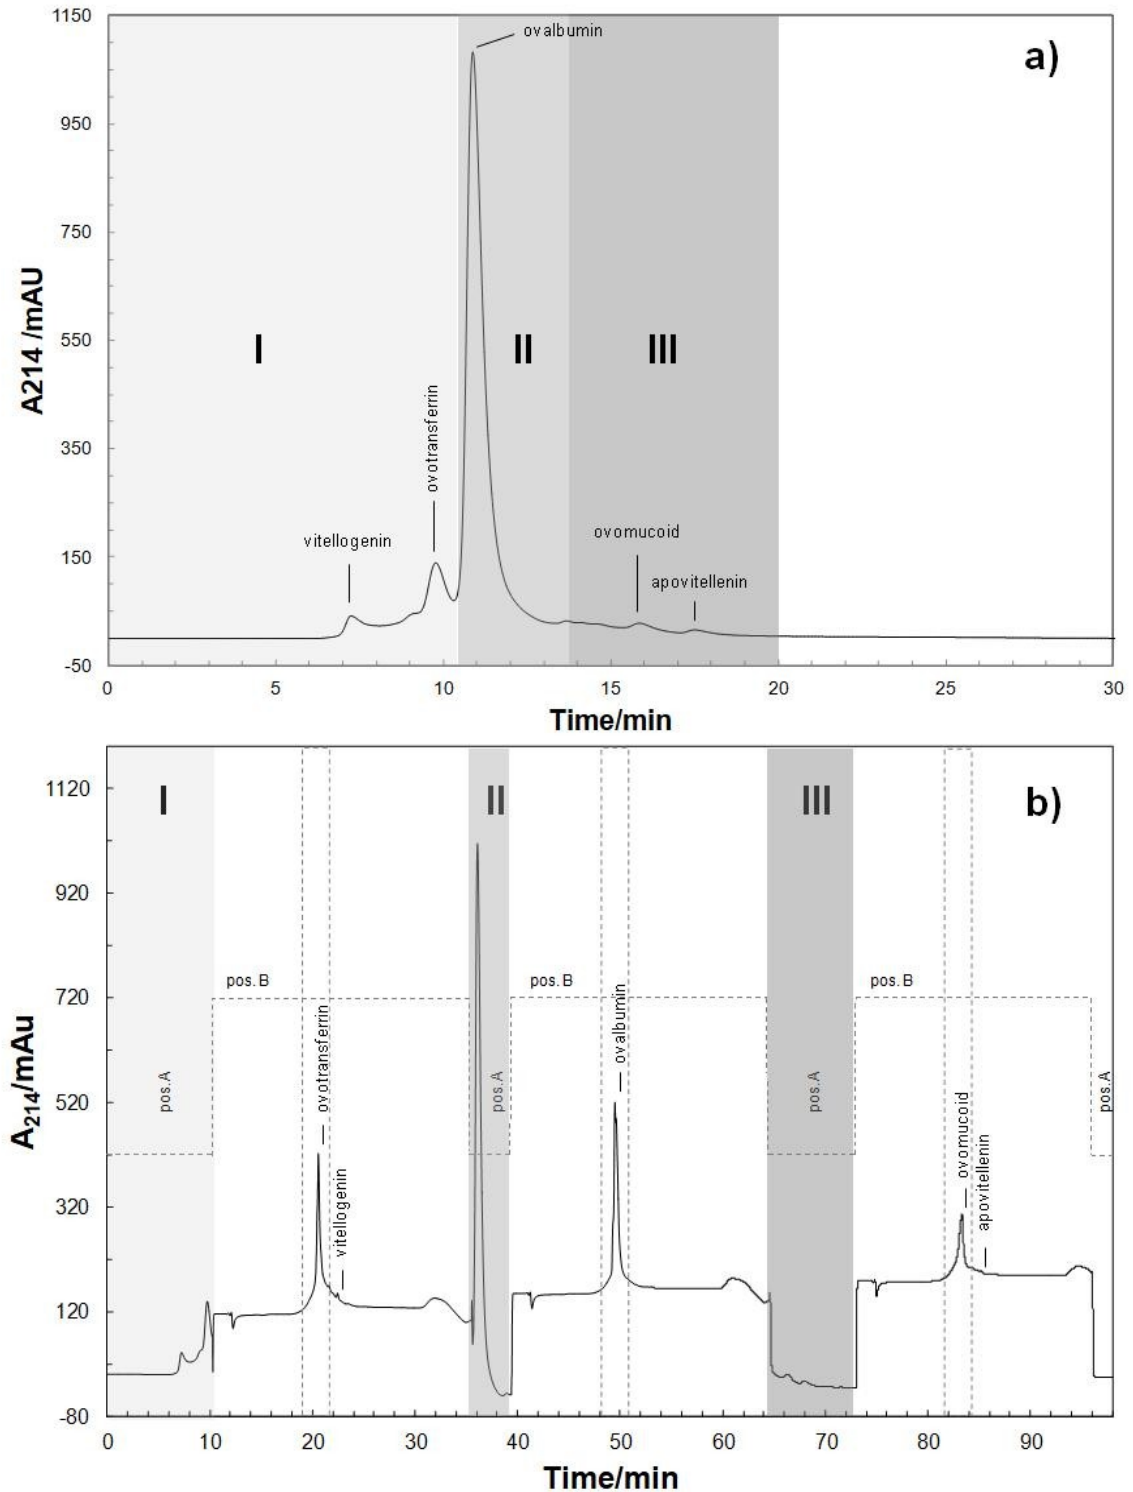 1150
ovalbumin
a)
950
750
A214 /mAU
550
I
II
III
350
ovotransferrin
vitellogenin
ovomucoid
150
apovitellenin
-50
0 5 10 15 20 25 30
Time/min
1120
I
II
III
b)
920
pos.B
pos.B
pos.B
720
A214/mAu
520
pos.A
ovotransferrin
vitellogenin
pos.A
ovalbumin
pos.A
ovomucoid
apovitellenin
pos.A
320
120
-80
0 10 20 30 40 50 60 70 80 90
Time/min